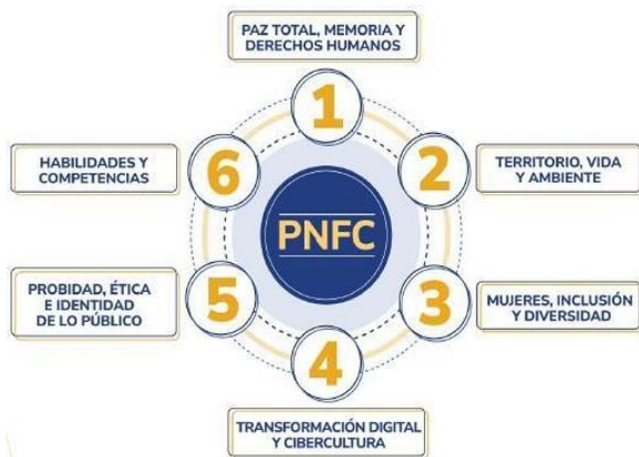 PAZ TOTAL, MEMORIA Y
DERECHOS HUMANOS
1
2
TERRITORIO, VIDA
Y AMBIENTE
3
MUJERES, INCLUSIÓN
Y DIVERSIDAD
4
TRANSFORMACIÓN DIGITAL
Y CIBERCULTURA
5
PROBIDAD, ÉTICA
E IDENTIDAD
DE LO PÚBLICO
6
HABILIDADES Y
COMPETENCIAS
PNFC